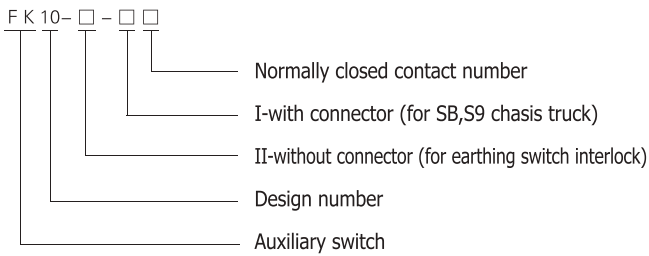 FK10-□-□□
Normally closed contact number
I-with connector (for SB,S9 chasis truck)
II-without connector (for earthing switch interlock)
Design number
Auxiliary switch